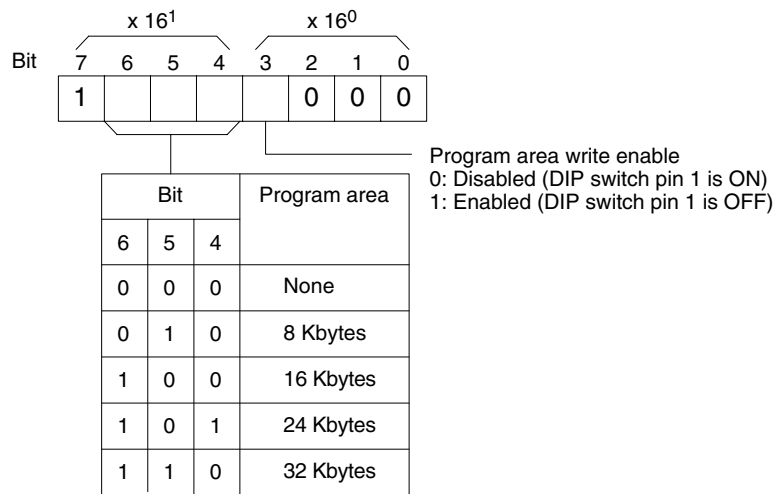 x 16¹ x 16⁰
Bit 7 6 5 4 3 2 1 0
1 0 0 0
Program area write enable
0: Disabled (DIP switch pin 1 is ON)
1: Enabled (DIP switch pin 1 is OFF)
Bit Program area
6 5 4
0 0 0 None
0 1 0 8 Kbytes
1 0 0 16 Kbytes
1 0 1 24 Kbytes
1 1 0 32 Kbytes